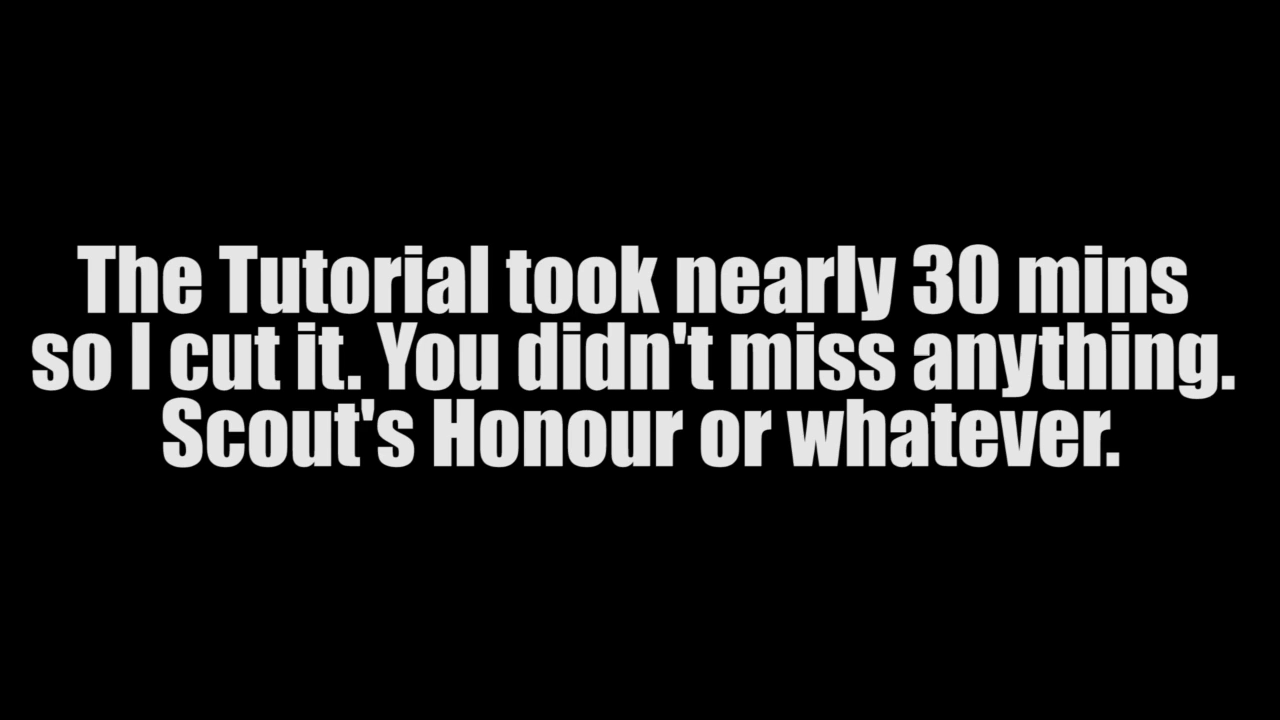 The Tutorial took nearly 30 mins
so I cut it. You didn't miss anything.
Scout's Honour or whatever.